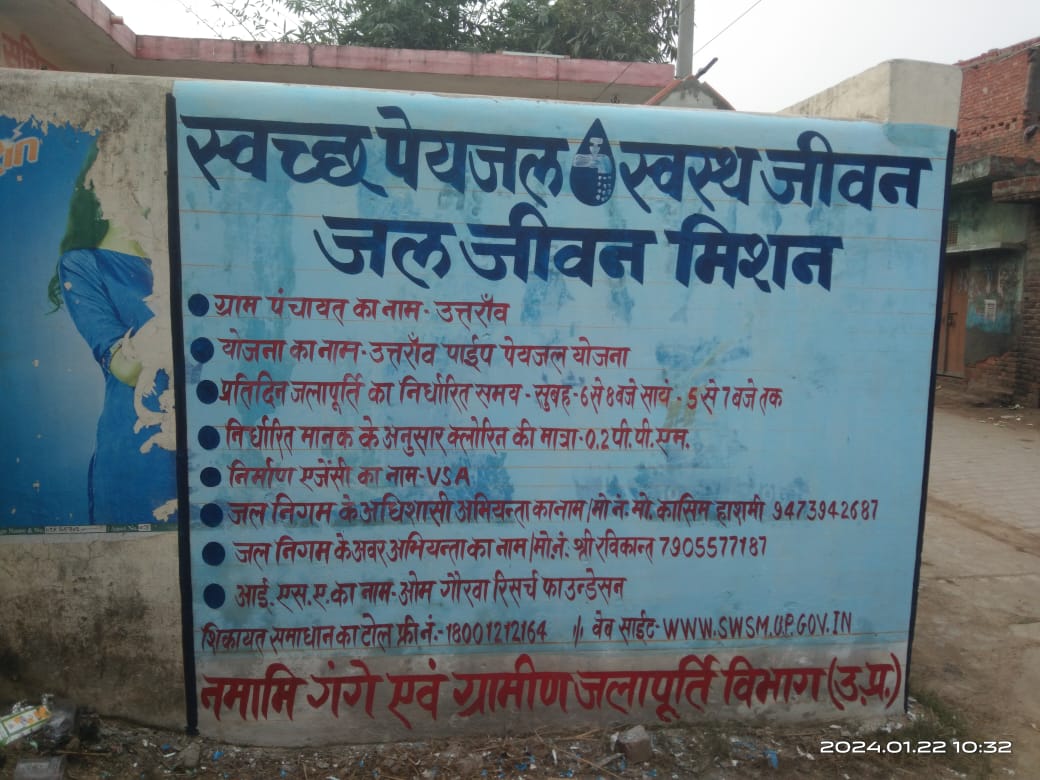 स्वच्छ पेयजल स्वस्थ जीवन
जल जीवन मिशन
ग्राम पंचायत का नाम- उत्तराँव
योजना का नाम- उत्तराँव पाईप पेयजल योजना
प्रतिदिन जलापूर्ति का निर्धारित समय - सुबह -6 से 8 बजे सायं - 5 से 7 बजे तक
निर्धारित मानक के अनुसार क्लोरिन की मात्रा-0.2 पी.पी.एम.
निर्माण एजेंसी का नाम-VSA
जल निगम के अधिशासी अभियन्ता का नाम/मो.नं. मो. कासिम हाशमी 9473942687
जल निगम के अवर अभियन्ता का नाम/मो.नं. श्री रविकान्त 7905577187
आई. एस. ए. का नाम- ओम गौरवा रिसर्च फाउन्डेसन
शिकायत समाधान का टोल फ्री नं.-18001212164 // वेब साईट- WWW.SWSM.UP.GOV.IN
नमामि गंगे एवं ग्रामीण जलापूर्ति विभाग (उ.प्र.)
2024.01.22 10:32